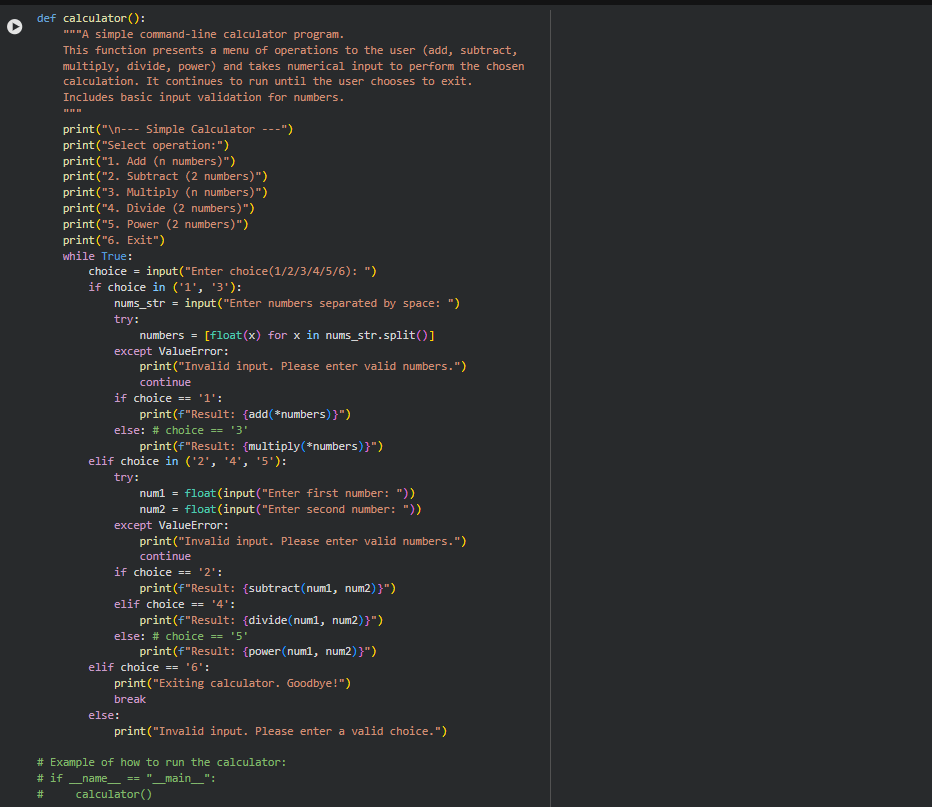 def calculator():
    """A simple command-line calculator program.
    This function presents a menu of operations to the user (add, subtract,
    multiply, divide, power) and takes numerical input to perform the chosen
    calculation. It continues to run until the user chooses to exit.
    Includes basic input validation for numbers.
    """
    print("\n--- Simple Calculator ---")
    print("Select operation:")
    print("1. Add (n numbers)")
    print("2. Subtract (2 numbers)")
    print("3. Multiply (n numbers)")
    print("4. Divide (2 numbers)")
    print("5. Power (2 numbers)")
    print("6. Exit")
    while True:
        choice = input("Enter choice(1/2/3/4/5/6): ")
        if choice in ('1', '3'):
            nums_str = input("Enter numbers separated by space: ")
            try:
                numbers = [float(x) for x in nums_str.split()]
            except ValueError:
                print("Invalid input. Please enter valid numbers.")
                continue
            if choice == '1':
                print(f"Result: {add(*numbers)}")
            else: # choice == '3'
                print(f"Result: {multiply(*numbers)}")
        elif choice in ('2', '4', '5'):
            try:
                num1 = float(input("Enter first number: "))
                num2 = float(input("Enter second number: "))
            except ValueError:
                print("Invalid input. Please enter valid numbers.")
                continue
            if choice == '2':
                print(f"Result: {subtract(num1, num2)}")
            elif choice == '4':
                print(f"Result: {divide(num1, num2)}")
            else: # choice == '5'
                print(f"Result: {power(num1, num2)}")
        elif choice == '6':
            print("Exiting calculator. Goodbye!")
            break
        else:
            print("Invalid input. Please enter a valid choice.")

# Example of how to run the calculator:
# if __name__ == "__main__":
#     calculator()